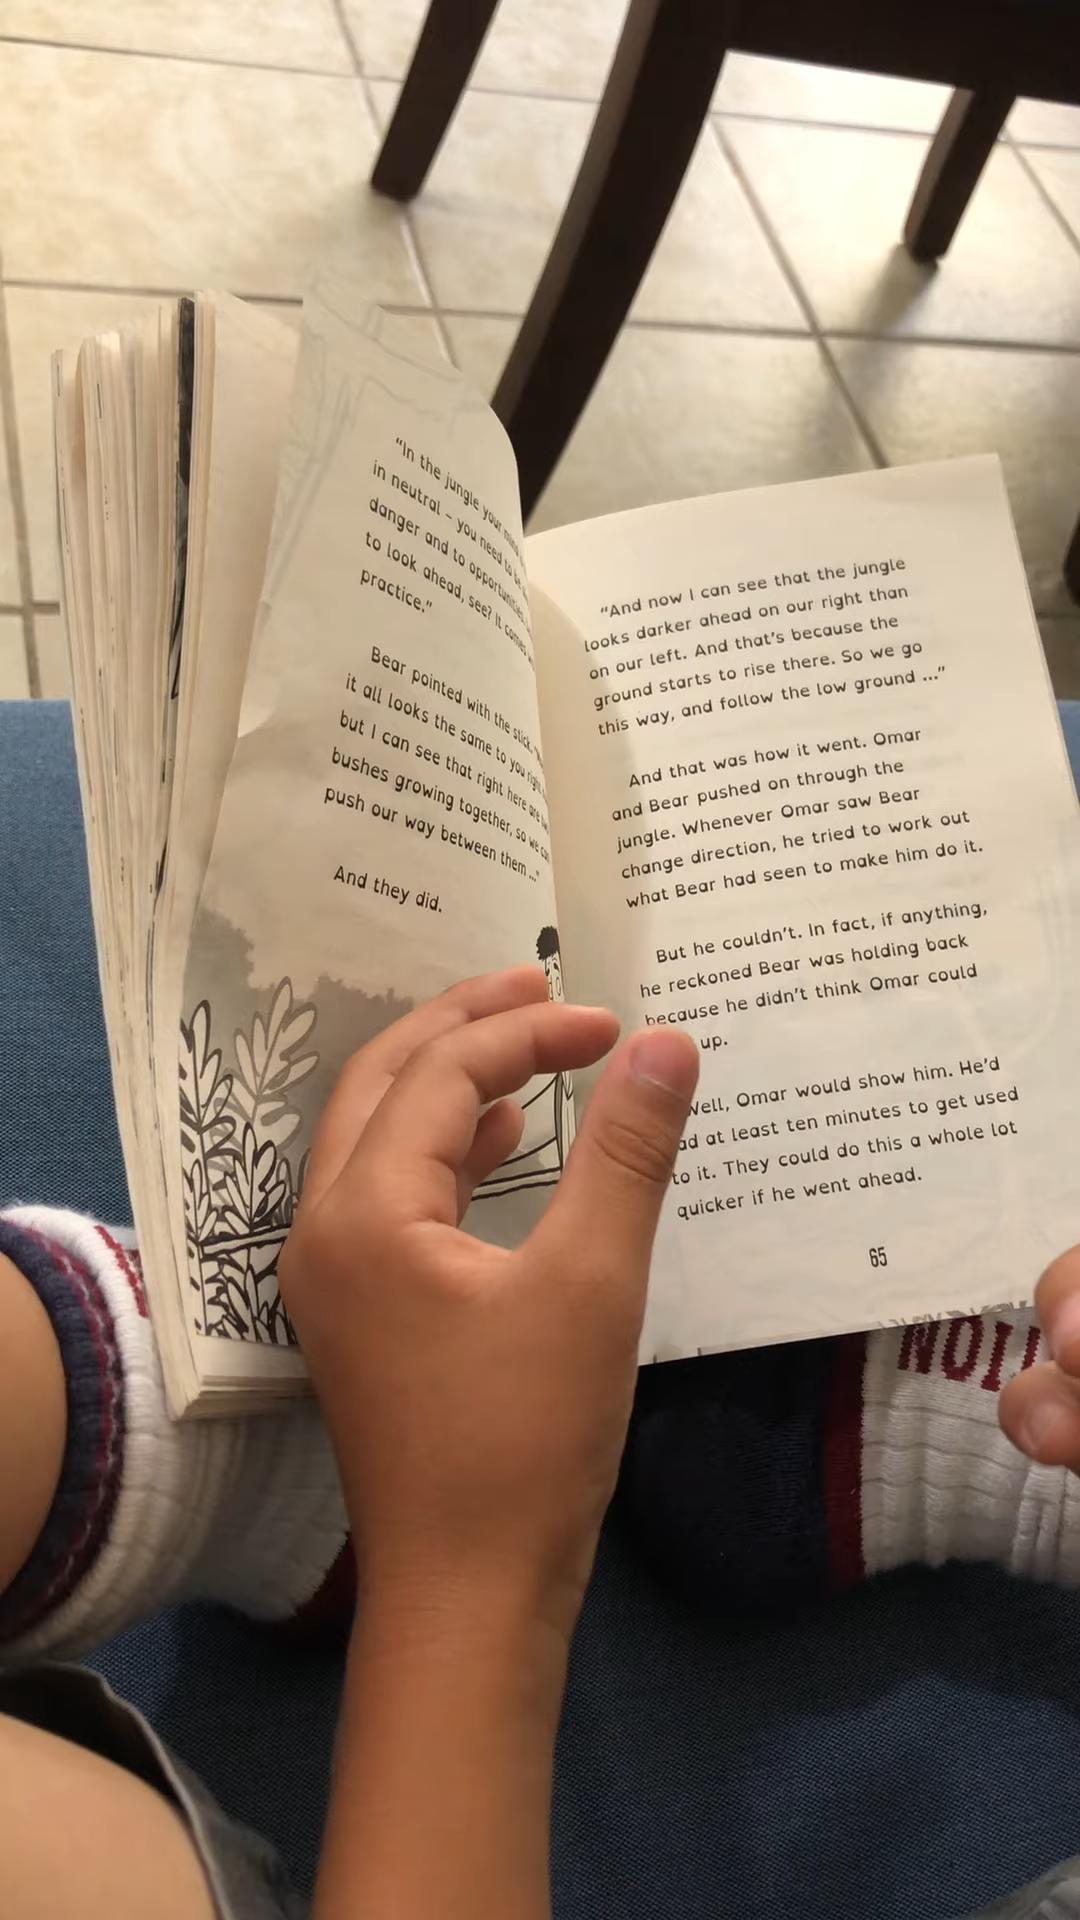 “In the jungle your mind
in neutral – you need to be
danger and to opportunities.
to look ahead, see? It comes
practice.”
Bear pointed with the stick.
it all looks the same to you right
but I can see that right here are
bushes growing together, so we can
push our way between them ...”
And they did.
“And now I can see that the jungle
looks darker ahead on our right than
on our left. And that’s because the
ground starts to rise there. So we go
this way, and follow the low ground ...”
And that was how it went. Omar
and Bear pushed on through the
jungle. Whenever Omar saw Bear
change direction, he tried to work out
what Bear had seen to make him do it.
But he couldn’t. In fact, if anything,
he reckoned Bear was holding back
because he didn’t think Omar could
up.
Well, Omar would show him. He’d
at least ten minutes to get used
to it. They could do this a whole lot
quicker if he went ahead.
65